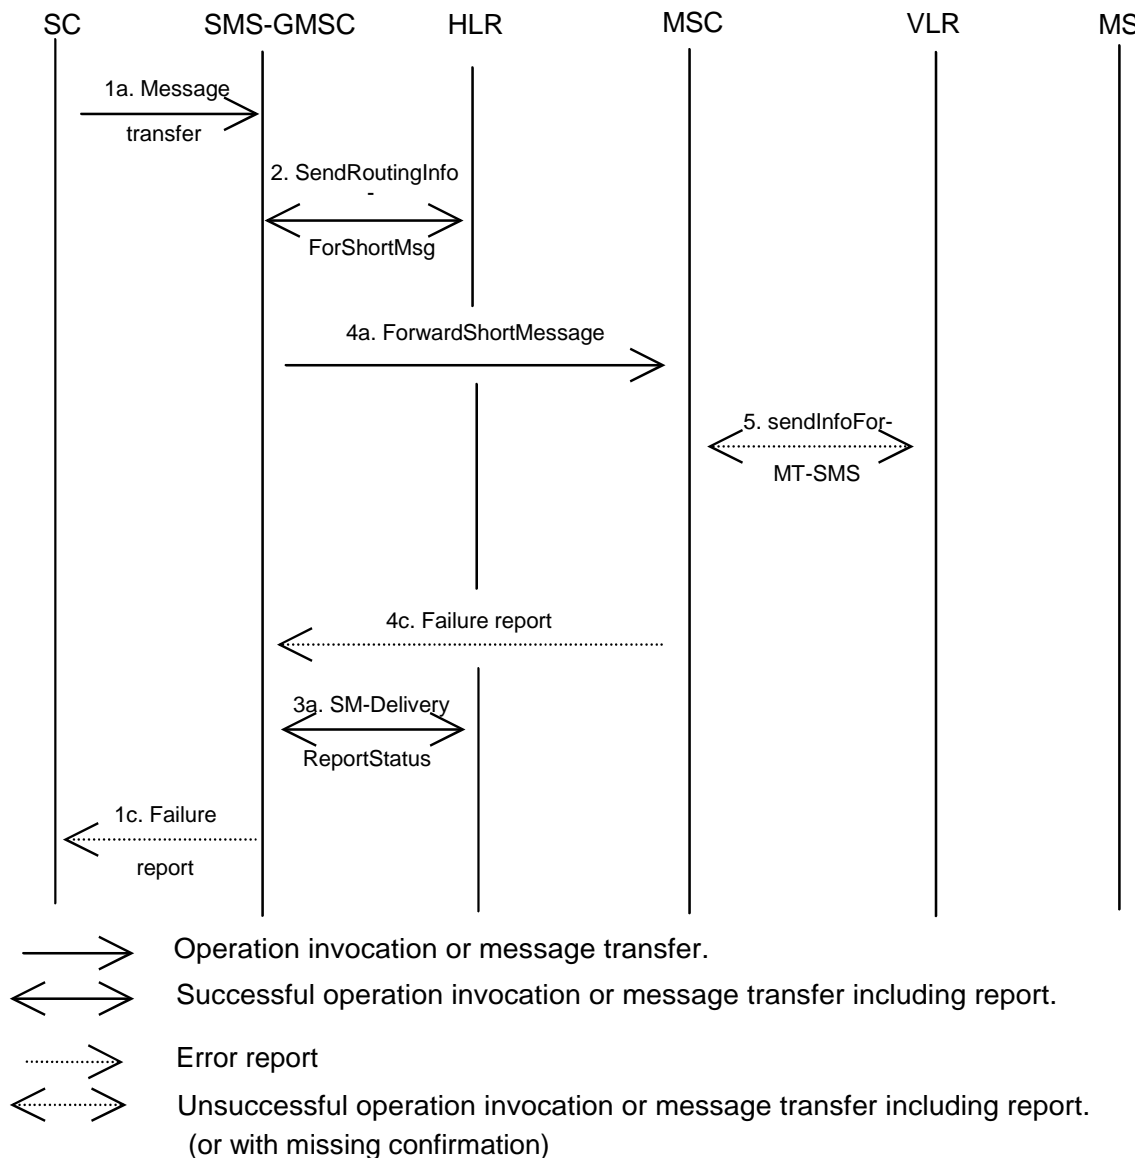 SC SMS-GMSC HLR MSC VLR MS
1a. Message
transfer
2. SendRoutingInfo
-
ForShortMsg
4a. ForwardShortMessage
5. sendInfoFor-
MT-SMS
4c. Failure report
3a. SM-Delivery
ReportStatus
1c. Failure
report
Operation invocation or message transfer.
Successful operation invocation or message transfer including report.
Error report
Unsuccessful operation invocation or message transfer including report.
(or with missing confirmation)